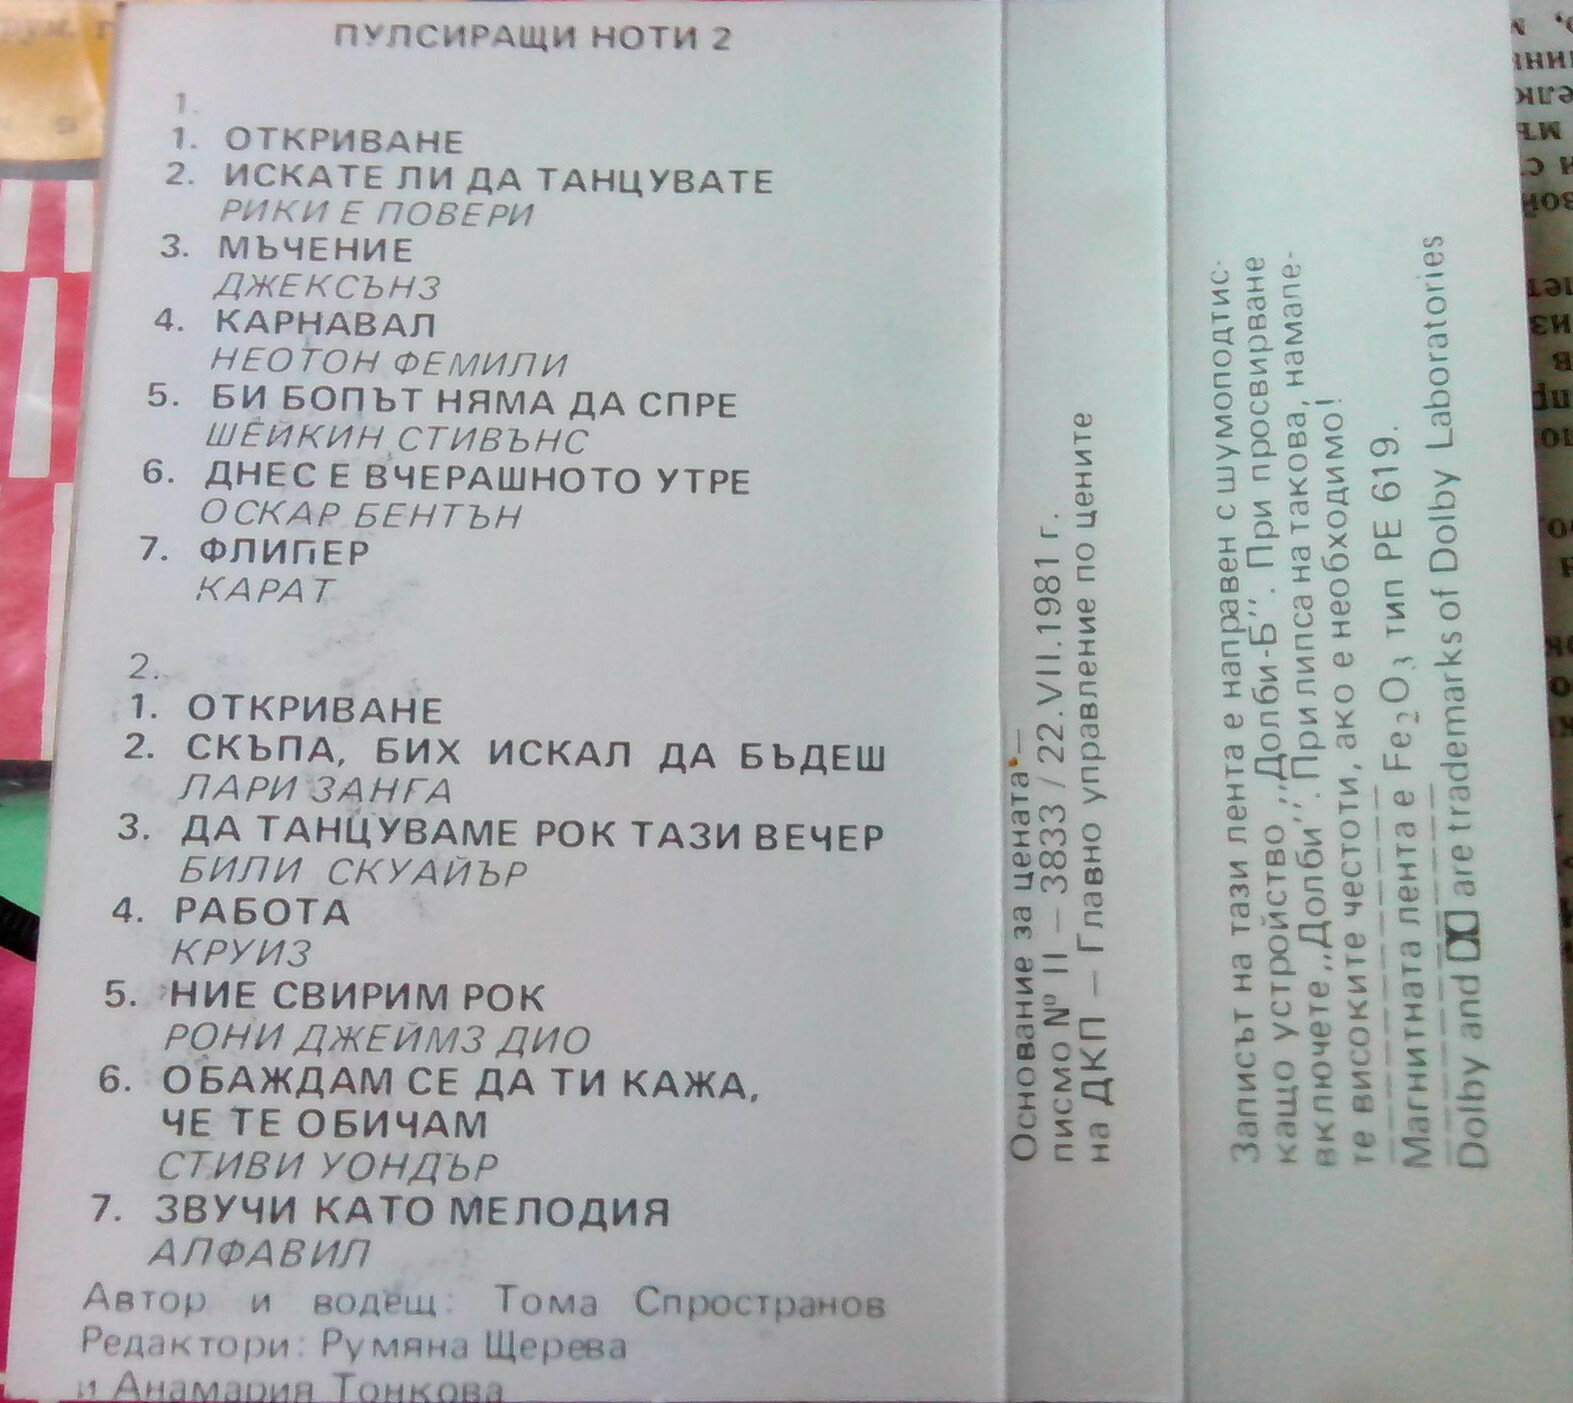 ПУЛСИРАЩИ НОТИ 2
1.
1. ОТКРИВАНЕ
2. ИСКАТЕ ЛИ ДА ТАНЦУВАТЕ
РИКИ Е ПОВЕРИ
3. МЪЧЕНИЕ
ДЖЕКСЪНЗ
4. КАРНАВАЛ
НЕОТОН ФЕМИЛИ
5. БИ БОПЪТ НЯМА ДА СПРЕ
ШЕЙКИН СТИВЪНС
6. ДНЕС Е ВЧЕРАШНОТО УТРЕ
ОСКАР БЕНТЪН
7. ФЛИПЕР
КАРАТ
2.
1. ОТКРИВАНЕ
2. СКЪПА, БИХ ИСКАЛ ДА БЪДЕШ
ЛАРИ ЗАНГА
3. ДА ТАНЦУВАМЕ РОК ТАЗИ ВЕЧЕР
БИЛИ СКУАЙЪР
4. РАБОТА
КРУИЗ
5. НИЕ СВИРИМ РОК
РОНИ ДЖЕЙМЗ ДИО
6. ОБАЖДАМ СЕ ДА ТИ КАЖА,
ЧЕ ТЕ ОБИЧАМ
СТИВИ УОНДЪР
7. ЗВУЧИ КАТО МЕЛОДИЯ
АЛФАВИЛ
Автор и водещ: Тома Спространов
Редактори: Румяна Щерева
и Анамария Тонкова
Основание за цената —
писмо № II — 3833 / 22.VII.1981 г.
на ДКП — Главно управление по цените
Записът на тази лента е направен с шумоподтис-
кащо устройство „Долби-Б". При просвирване
включете „Долби". При липса на такова, намале-
те високите честоти, ако е необходимо!
Магнитната лента е Fe2O3 тип PE 619.
Dolby and are trademarks of Dolby Laboratories